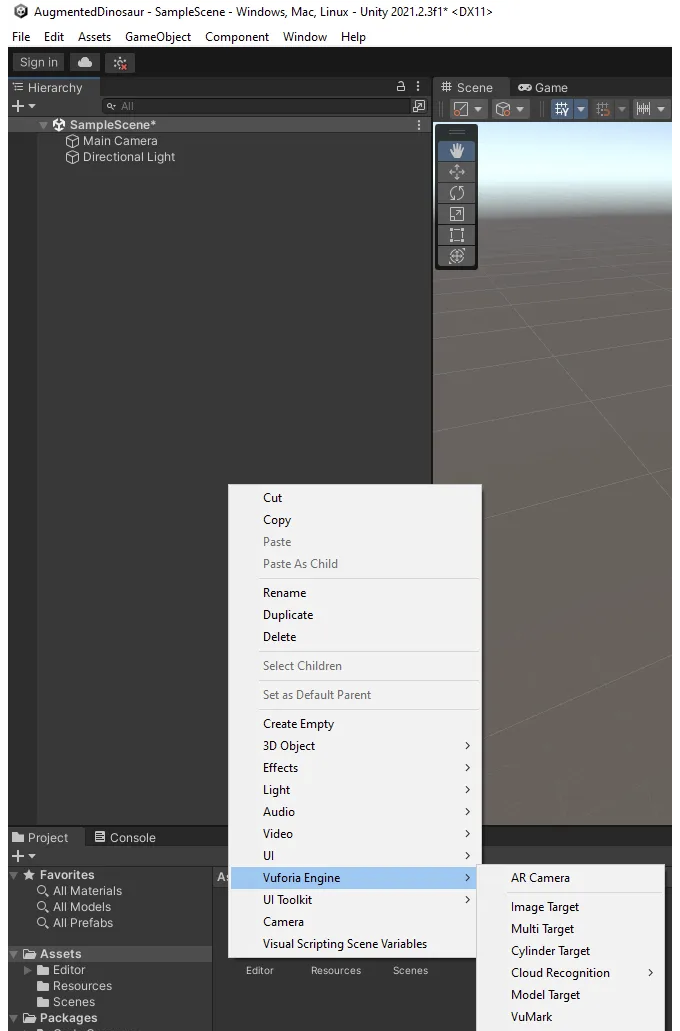 AugmentedDinosaur - SampleScene - Windows, Mac, Linux - Unity 2021.2.3f1* <DX11>
File Edit Assets GameObject Component Window Help
Sign in
Hierarchy
All
SampleScene*
Main Camera
Directional Light
Scene Game
Cut
Copy
Paste
Paste As Child
Rename
Duplicate
Delete
Select Children
Set as Default Parent
Create Empty
3D Object
Effects
Light
Audio
Video
UI
Vuforia Engine
UI Toolkit
Camera
Visual Scripting Scene Variables
AR Camera
Image Target
Multi Target
Cylinder Target
Cloud Recognition
Model Target
VuMark
Project Console
Favorites
All Materials
All Models
All Prefabs
Assets
Editor
Resources
Scenes
Packages
Editor Resources Scenes